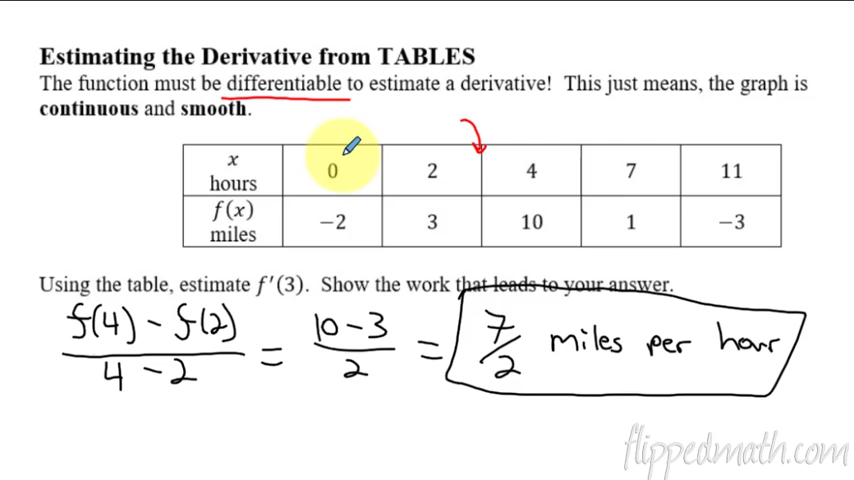 Estimating the Derivative from TABLES
The function must be differentiable to estimate a derivative! This just means, the graph is
continuous and smooth.
x hours 0 2 4 7 11
f(x) miles −2 3 10 1 −3
Using the table, estimate f′(3). Show the work that leads to your answer.
f(4) − f(2) / 4 − 2 = 10 − 3 / 2 = 7/2 miles per hour
flippedmath.com